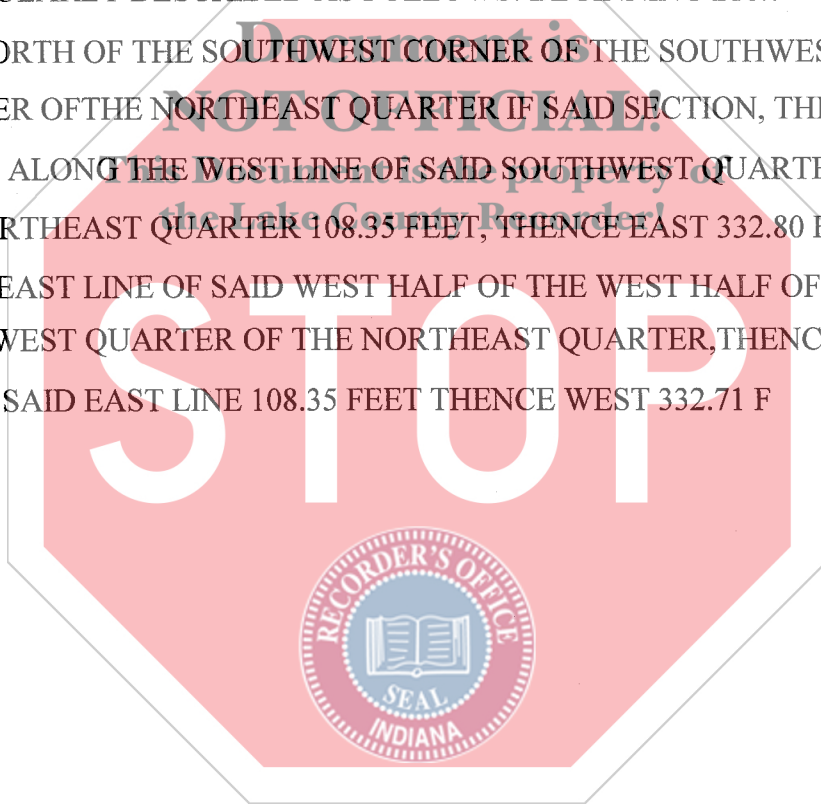 ORTH OF THE SOUTHWEST CORNER OF THE SOUTHWES
ER OFTHE NORTHEAST QUARTER IF SAID SECTION, THE
ALONG THE WEST LINE OF SAID SOUTHWEST QUARTE
RTHEAST QUARTER 108.35 FEET, THENCE EAST 332.80 F
EAST LINE OF SAID WEST HALF OF THE WEST HALF OF
WEST QUARTER OF THE NORTHEAST QUARTER,THENC
SAID EAST LINE 108.35 FEET THENCE WEST 332.71 F
Document is
NOT OFFICIAL!
This Document is the property of
the Lake County Recorder!
STOP
RECORDER'S OFFICE
SEAL
INDIANA